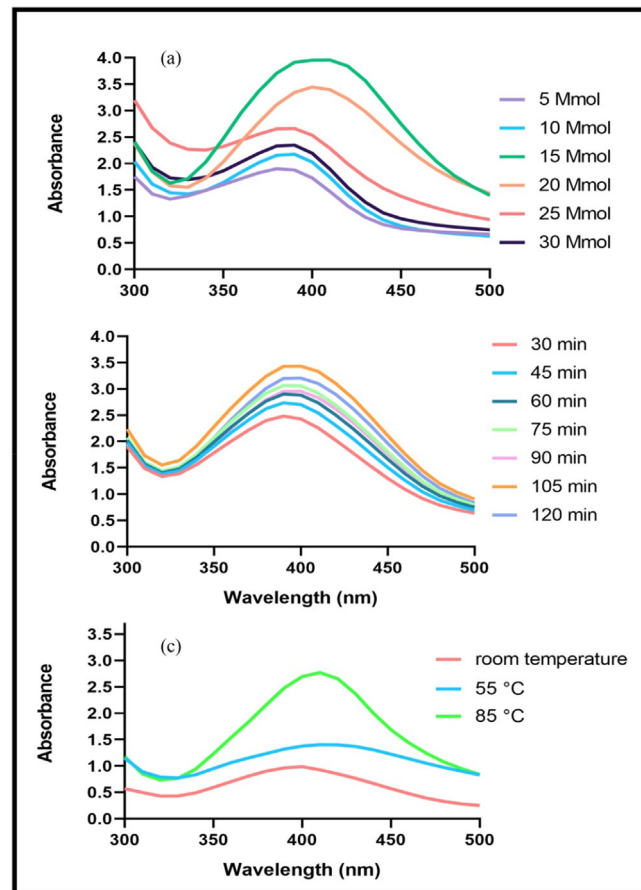 (a)
4.0
3.5
3.0
2.5
2.0
1.5
1.0
0.5
0.0
Absorbance
300 350 400 450 500
5 Mmol
10 Mmol
15 Mmol
20 Mmol
25 Mmol
30 Mmol
4.0
3.5
3.0
2.5
2.0
1.5
1.0
0.5
0.0
Absorbance
300 350 400 450 500
Wavelength (nm)
30 min
45 min
60 min
75 min
90 min
105 min
120 min
(c)
3.5
3.0
2.5
2.0
1.5
1.0
0.5
0.0
Absorbance
300 350 400 450 500
Wavelength (nm)
room temperature
55 °C
85 °C